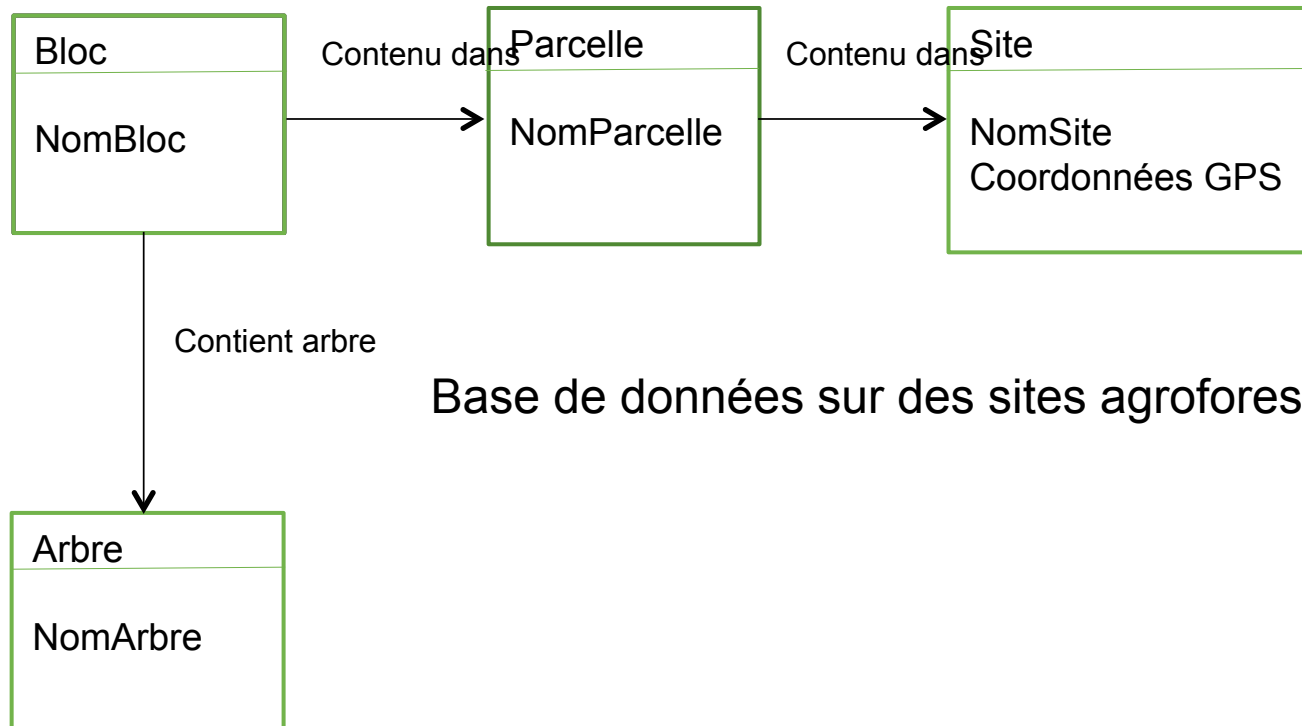 Bloc
NomBloc
Contenu dans
Parcelle
NomParcelle
Contenu dans
Site
NomSite
Coordonnées GPS
Contient arbre
Base de données sur des sites agrofores
Arbre
NomArbre